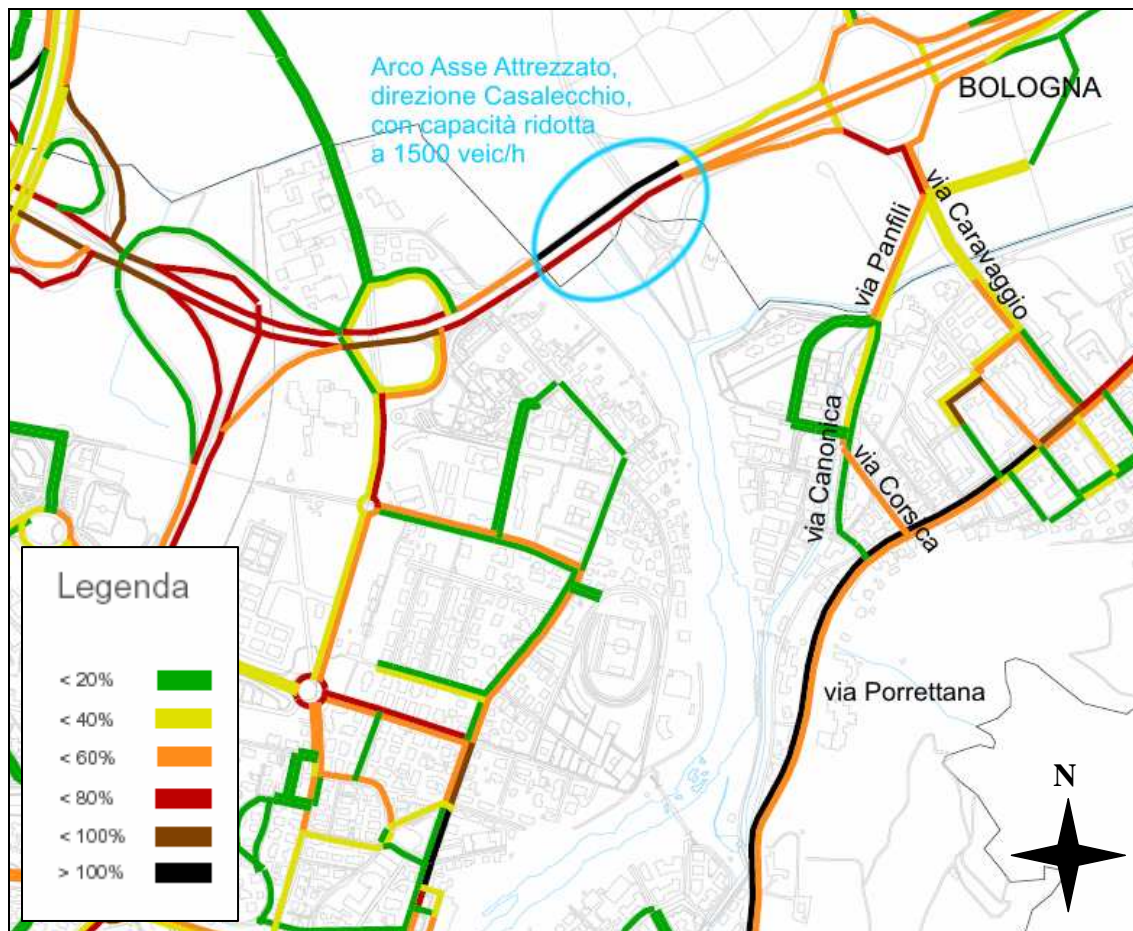 Arco Asse Attrezzato,
direzione Casalecchio,
con capacità ridotta
a 1500 veic/h
BOLOGNA
via Caravaggio
via Panfili
via Canonica
via Corsica
via Porrettana
Legenda
< 20%
< 40%
< 60%
< 80%
< 100%
> 100%
N